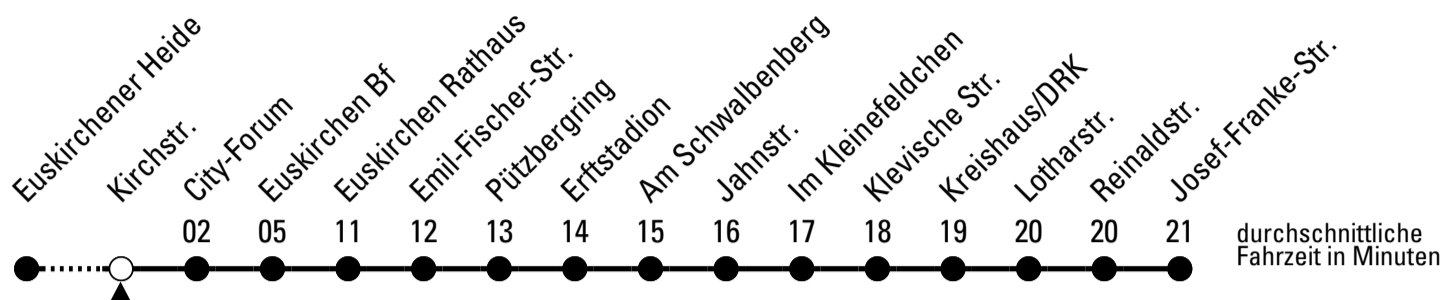 Euskirchener Heide
Kirchstr.
City-Forum
Euskirchen Bf
Euskirchen Rathaus
Emil-Fischer-Str.
Pützbergring
Erftstadion
Am Schwalbenberg
Jahnstr.
Im Kleinefeldchen
Klevische Str.
Kreishaus/DRK
Lotharstr.
Reinaldstr.
Josef-Franke-Str.
02 05 11 12 13 14 15 16 17 18 19 20 20 21
durchschnittliche
Fahrzeit in Minuten